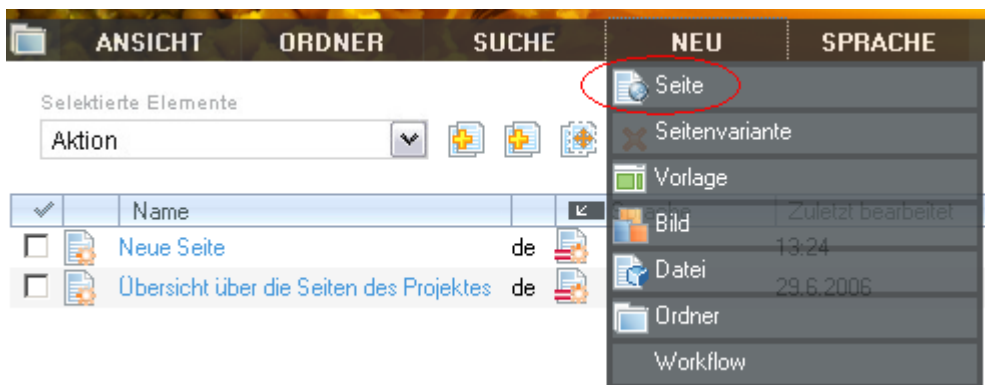 ANSICHT ORDNER SUCHE NEU SPRACHE
Selektierte Elemente
Aktion
Seite
Seitenvariante
Vorlage
Bild
Datei
Ordner
Workflow
Name Sprache Zuletzt bearbeitet
Neue Seite de 13:24
Übersicht über die Seiten des Projektes de 29.6.2006